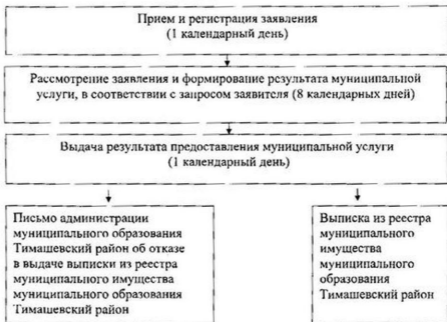 Прием и регистрация заявления
(1 календарный день)
Рассмотрение заявления и формирование результата муниципальной
услуги, в соответствии с запросом заявителя (8 календарных дней)
Выдача результата предоставления муниципальной услуги
(1 календарный день)
Письмо администрации
муниципального образования
Тимашевский район об отказе
в выдаче выписки из реестра
муниципального имущества
муниципального образования
Тимашевский район
Выписка из реестра
муниципального
имущества
муниципального
образования
Тимашевский район